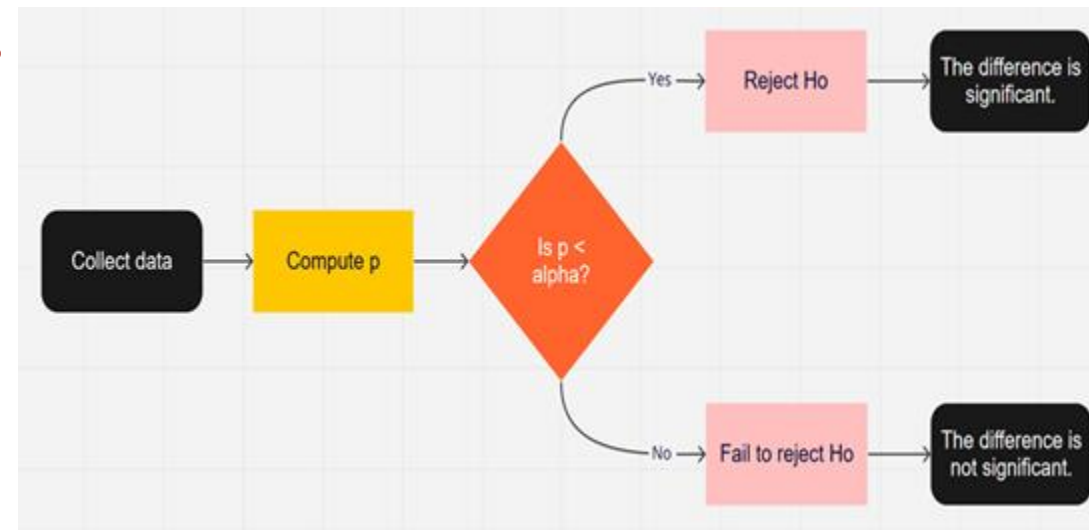 Collect data
Compute p
Is p <
alpha?
Yes
Reject Ho
The difference is
significant.
No
Fail to reject Ho
The difference is
not significant.